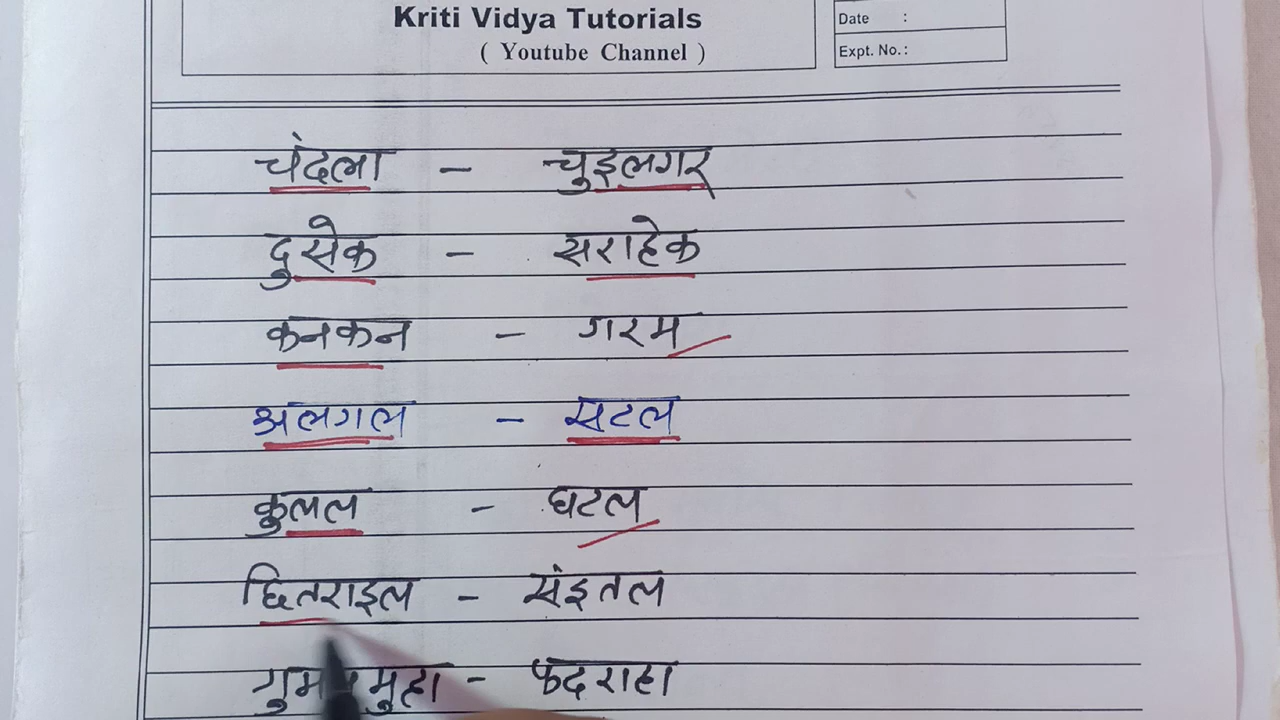 Kriti Vidya Tutorials
( Youtube Channel )
Date :
Expt. No. :
चंदला - चुइलगर
दुसेक - सराहेक
कनकन - गरम
अलगल - सटल
कुलल - घटल
छितराइल - संइतल
फदराहा